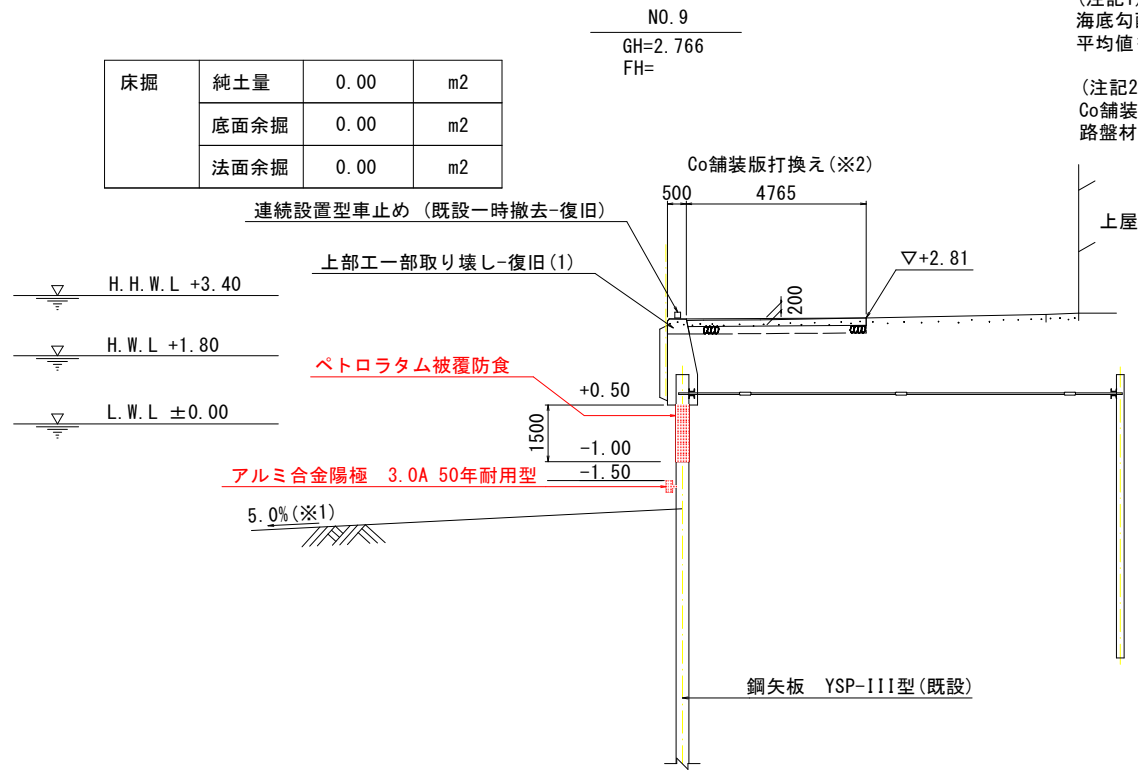 NO.9
GH=2.766
FH=
(注記1)
海底勾
平均値
(注記2
Co舗装
路盤材
床掘 純土量 0.00 m2
底面余掘 0.00 m2
法面余掘 0.00 m2
Co舗装版打換え(※2)
500 4765
連続設置型車止め (既設一時撤去-復旧)
上屋
上部工一部取り壊し-復旧(1)
▽+2.81
H.H.W.L +3.40
200
H.W.L +1.80
ペトロラタム被覆防食
+0.50
L.W.L ±0.00
1500
-1.00
-1.50
アルミ合金陽極 3.0A 50年耐用型
5.0%(※1)
鋼矢板 YSP-III型(既設)